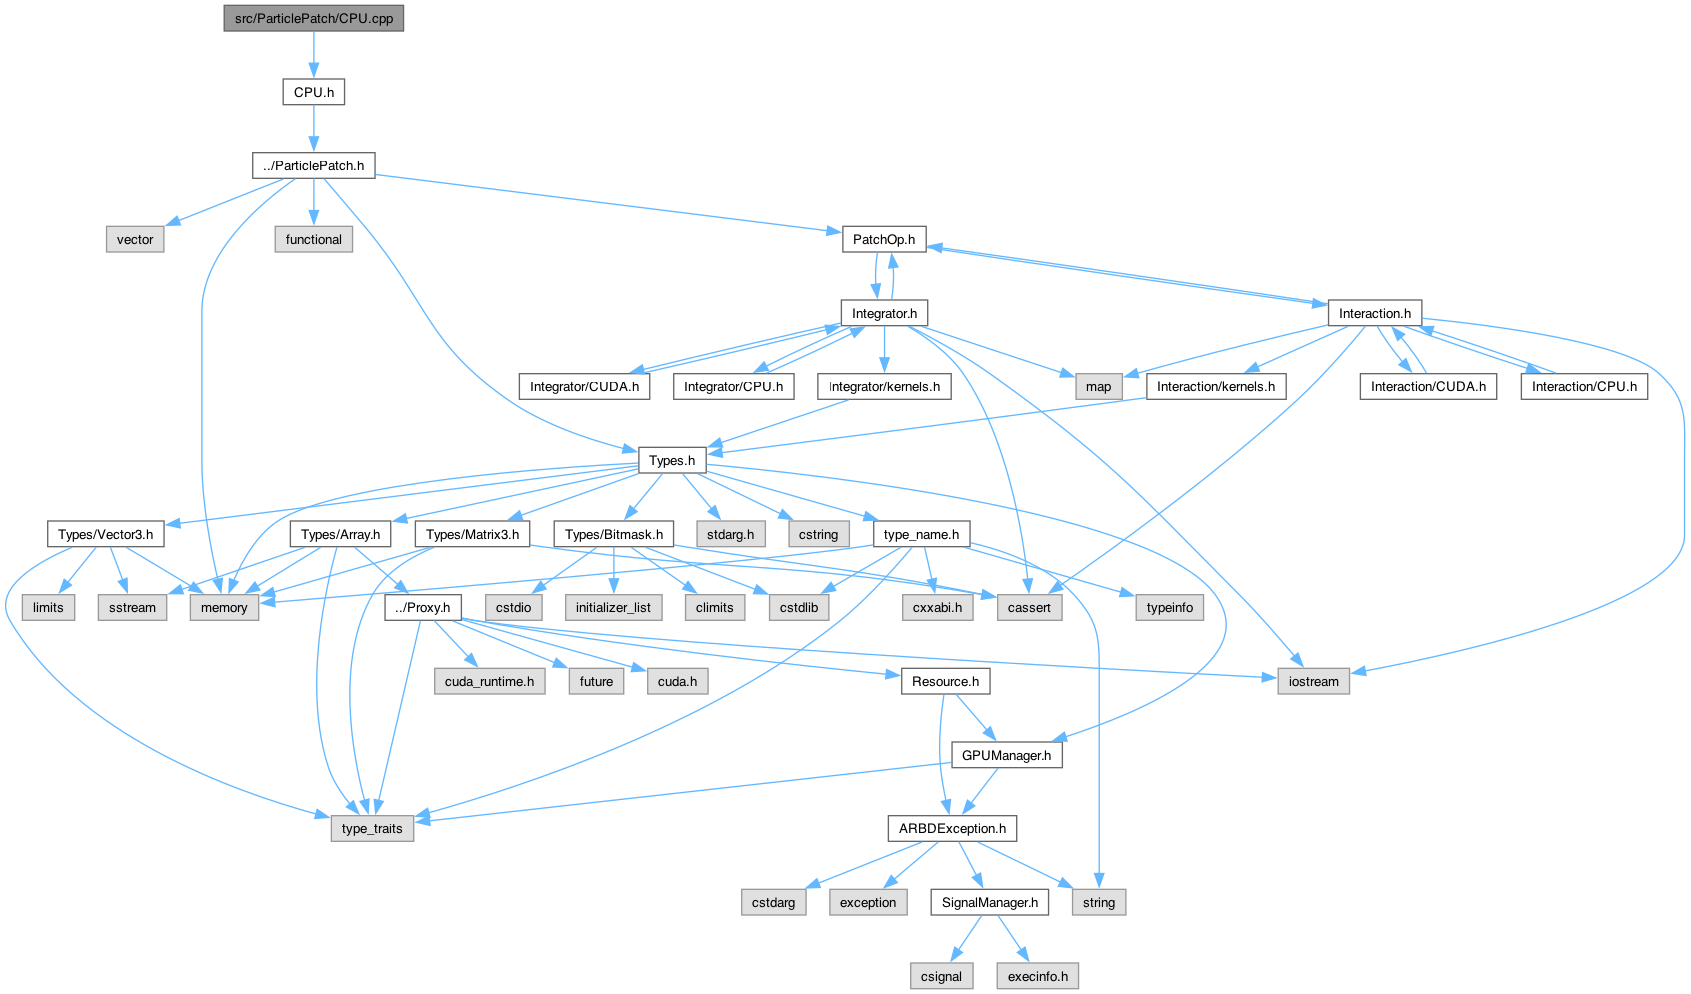 src/ParticlePatch/CPU.cpp
CPU.h
../ParticlePatch.h
vector
functional
PatchOp.h
Integrator.h
Interaction.h
Integrator/CUDA.h
Integrator/CPU.h
Integrator/kernels.h
map
Interaction/kernels.h
Interaction/CUDA.h
Interaction/CPU.h
Types.h
Types/Vector3.h
Types/Array.h
Types/Matrix3.h
Types/Bitmask.h
stdarg.h
cstring
type_name.h
limits
sstream
memory
../Proxy.h
cstdio
initializer_list
climits
cstdlib
cxxabi.h
cassert
typeinfo
cuda_runtime.h
future
cuda.h
Resource.h
iostream
GPUManager.h
type_traits
ARBDException.h
cstdarg
exception
SignalManager.h
string
csignal
execinfo.h